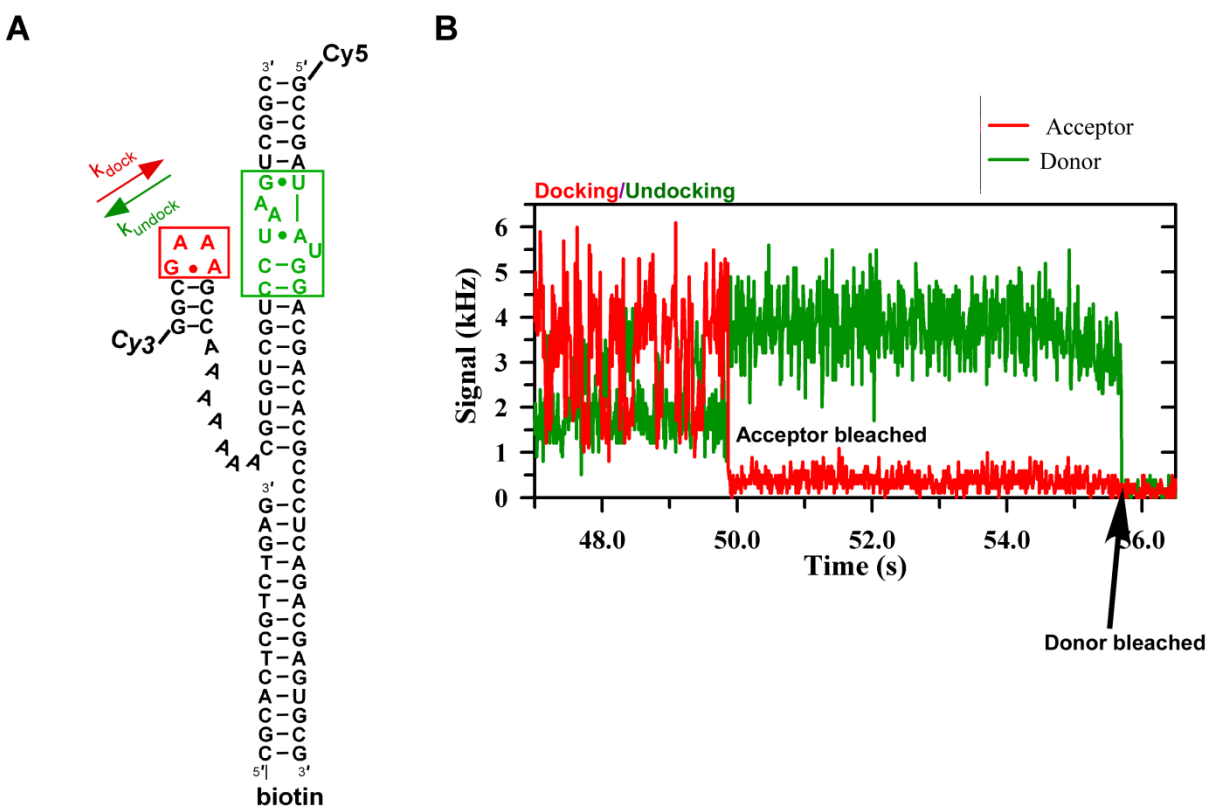 A
B
3' 5'
Cy5
C–G
G–C
G–C
C–G
U–A
k_dock
k_undock
G•U
A
A
U•A
U
C–G
C–G
A A
G•A
C–G
G–C
G–C
Cy3
A
A
A
A
A
A
A
U–A
G–C
C–G
U–A
G–C
U–A
G–C
C–G
C
C
3'
G–C
A–U
G–C
T–A
C–G
T–A
G–C
C–G
T–A
C–G
A–U
C–G
G–C
C–G
5' 3'
biotin
Acceptor
Donor
Docking/Undocking
6
5
4
3
2
1
0
Signal (kHz)
Acceptor bleached
48.0 50.0 52.0 54.0 56.0
Time (s)
Donor bleached